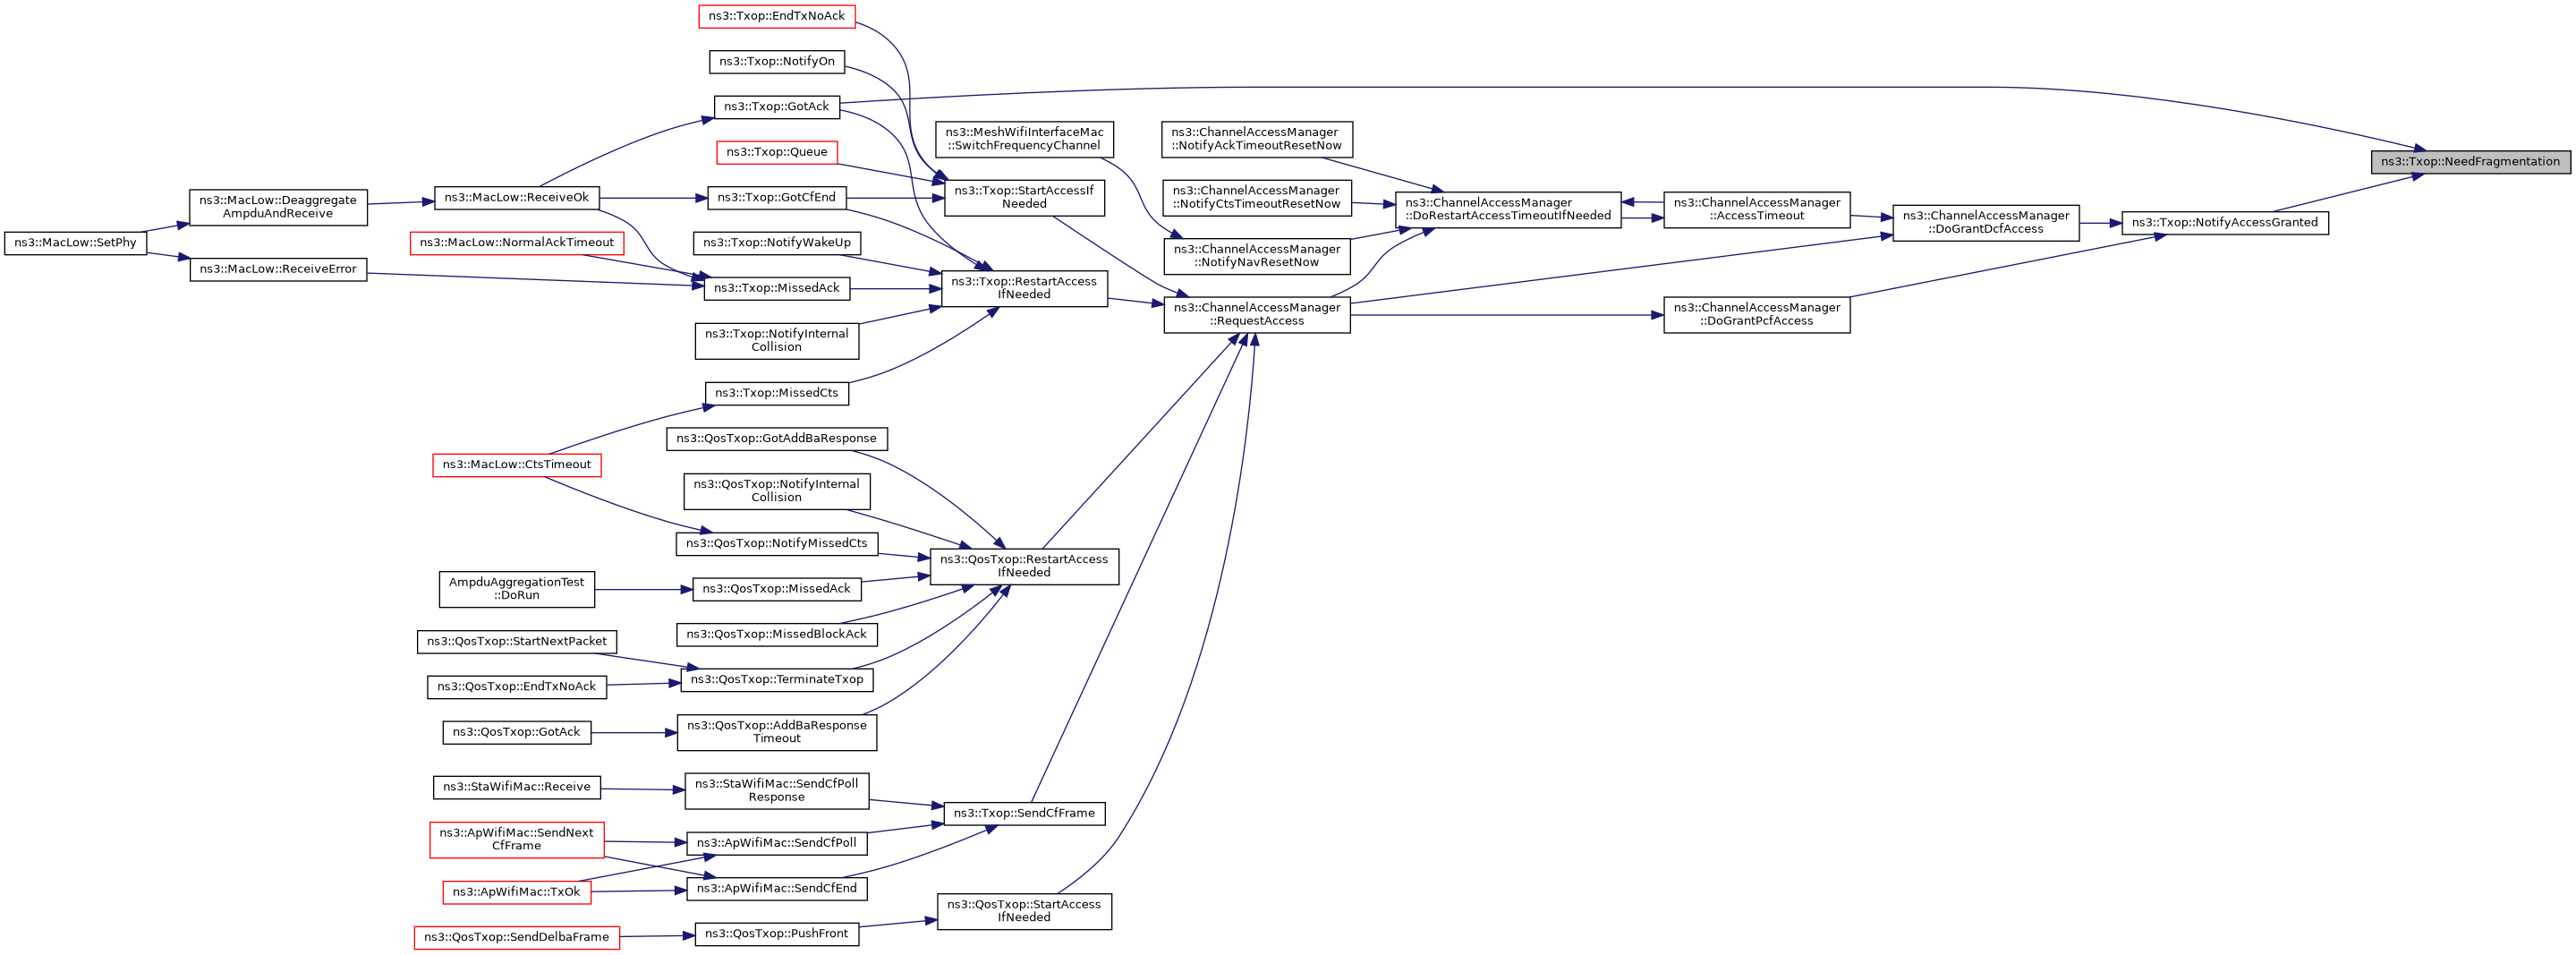 ns3::Txop::EndTxNoAck
ns3::Txop::NotifyOn
ns3::Txop::GotAck
ns3::Txop::Queue
ns3::Txop::GotCfEnd
ns3::Txop::NotifyWakeUp
ns3::Txop::MissedAck
ns3::Txop::NotifyInternal
Collision
ns3::Txop::MissedCts
ns3::QosTxop::GotAddBaResponse
ns3::QosTxop::NotifyInternal
Collision
ns3::QosTxop::NotifyMissedCts
ns3::QosTxop::MissedAck
ns3::QosTxop::MissedBlockAck
ns3::QosTxop::TerminateTxop
ns3::QosTxop::AddBaResponse
Timeout
ns3::StaWifiMac::SendCfPoll
Response
ns3::ApWifiMac::SendCfPoll
ns3::ApWifiMac::SendCfEnd
ns3::QosTxop::PushFront
ns3::MacLow::SetPhy
ns3::MacLow::Deaggregate
AmpduAndReceive
ns3::MacLow::ReceiveError
ns3::MacLow::ReceiveOk
ns3::MacLow::NormalAckTimeout
ns3::MacLow::CtsTimeout
AmpduAggregationTest
::DoRun
ns3::QosTxop::StartNextPacket
ns3::QosTxop::EndTxNoAck
ns3::QosTxop::GotAck
ns3::StaWifiMac::Receive
ns3::ApWifiMac::SendNext
CfFrame
ns3::ApWifiMac::TxOk
ns3::QosTxop::SendDelbaFrame
ns3::MeshWifiInterfaceMac
::SwitchFrequencyChannel
ns3::Txop::StartAccessIf
Needed
ns3::Txop::RestartAccess
IfNeeded
ns3::QosTxop::RestartAccess
IfNeeded
ns3::Txop::SendCfFrame
ns3::QosTxop::StartAccess
IfNeeded
ns3::ChannelAccessManager
::NotifyAckTimeoutResetNow
ns3::ChannelAccessManager
::NotifyCtsTimeoutResetNow
ns3::ChannelAccessManager
::NotifyNavResetNow
ns3::ChannelAccessManager
::RequestAccess
ns3::ChannelAccessManager
::DoRestartAccessTimeoutIfNeeded
ns3::ChannelAccessManager
::AccessTimeout
ns3::ChannelAccessManager
::DoGrantPcfAccess
ns3::ChannelAccessManager
::DoGrantDcfAccess
ns3::Txop::NotifyAccessGranted
ns3::Txop::NeedFragmentation